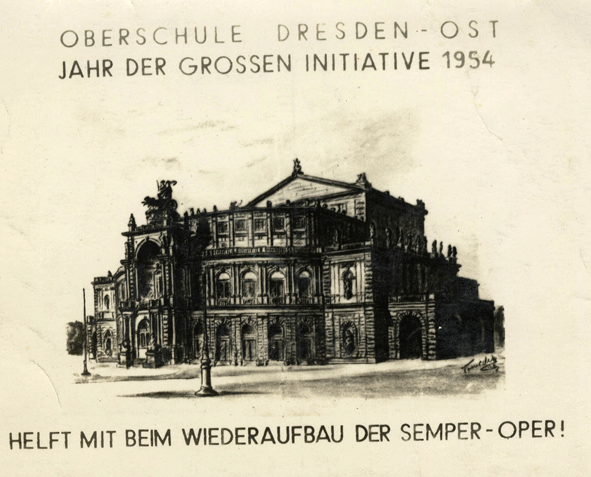 OBERSCHULE DRESDEN-OST
JAHR DER GROSSEN INITIATIVE 1954
HELFT MIT BEIM WIEDERAUFBAU DER SEMPER-OPER!